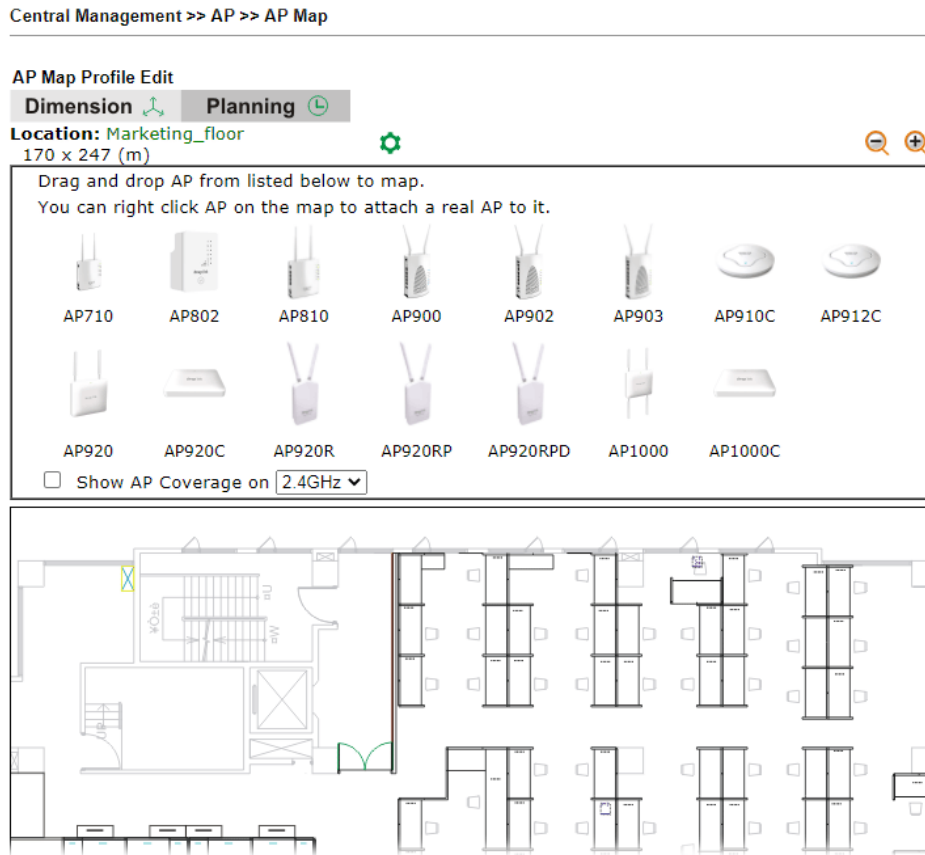 Central Management >> AP >> AP Map
AP Map Profile Edit
Dimension Planning
Location: Marketing_floor
170 x 247 (m)
Drag and drop AP from listed below to map.
You can right click AP on the map to attach a real AP to it.
AP710 AP802 AP810 AP900 AP902 AP903 AP910C AP912C
AP920 AP920C AP920R AP920RP AP920RPD AP1000 AP1000C
Show AP Coverage on 2.4GHz
UP